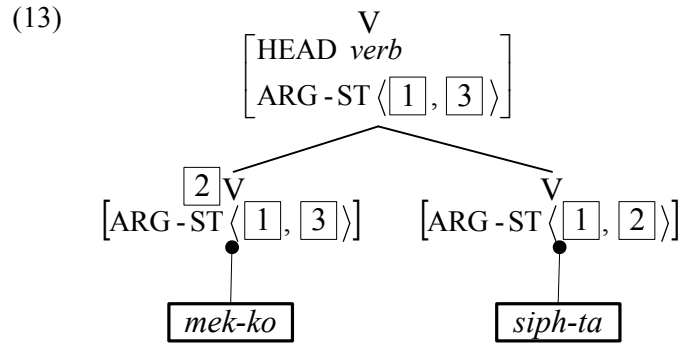 (13)
V
HEAD verb
ARG - ST ⟨ 1 , 3 ⟩
2 V V
[ARG - ST ⟨ 1 , 3 ⟩] [ARG - ST ⟨ 1 , 2 ⟩]
mek-ko siph-ta